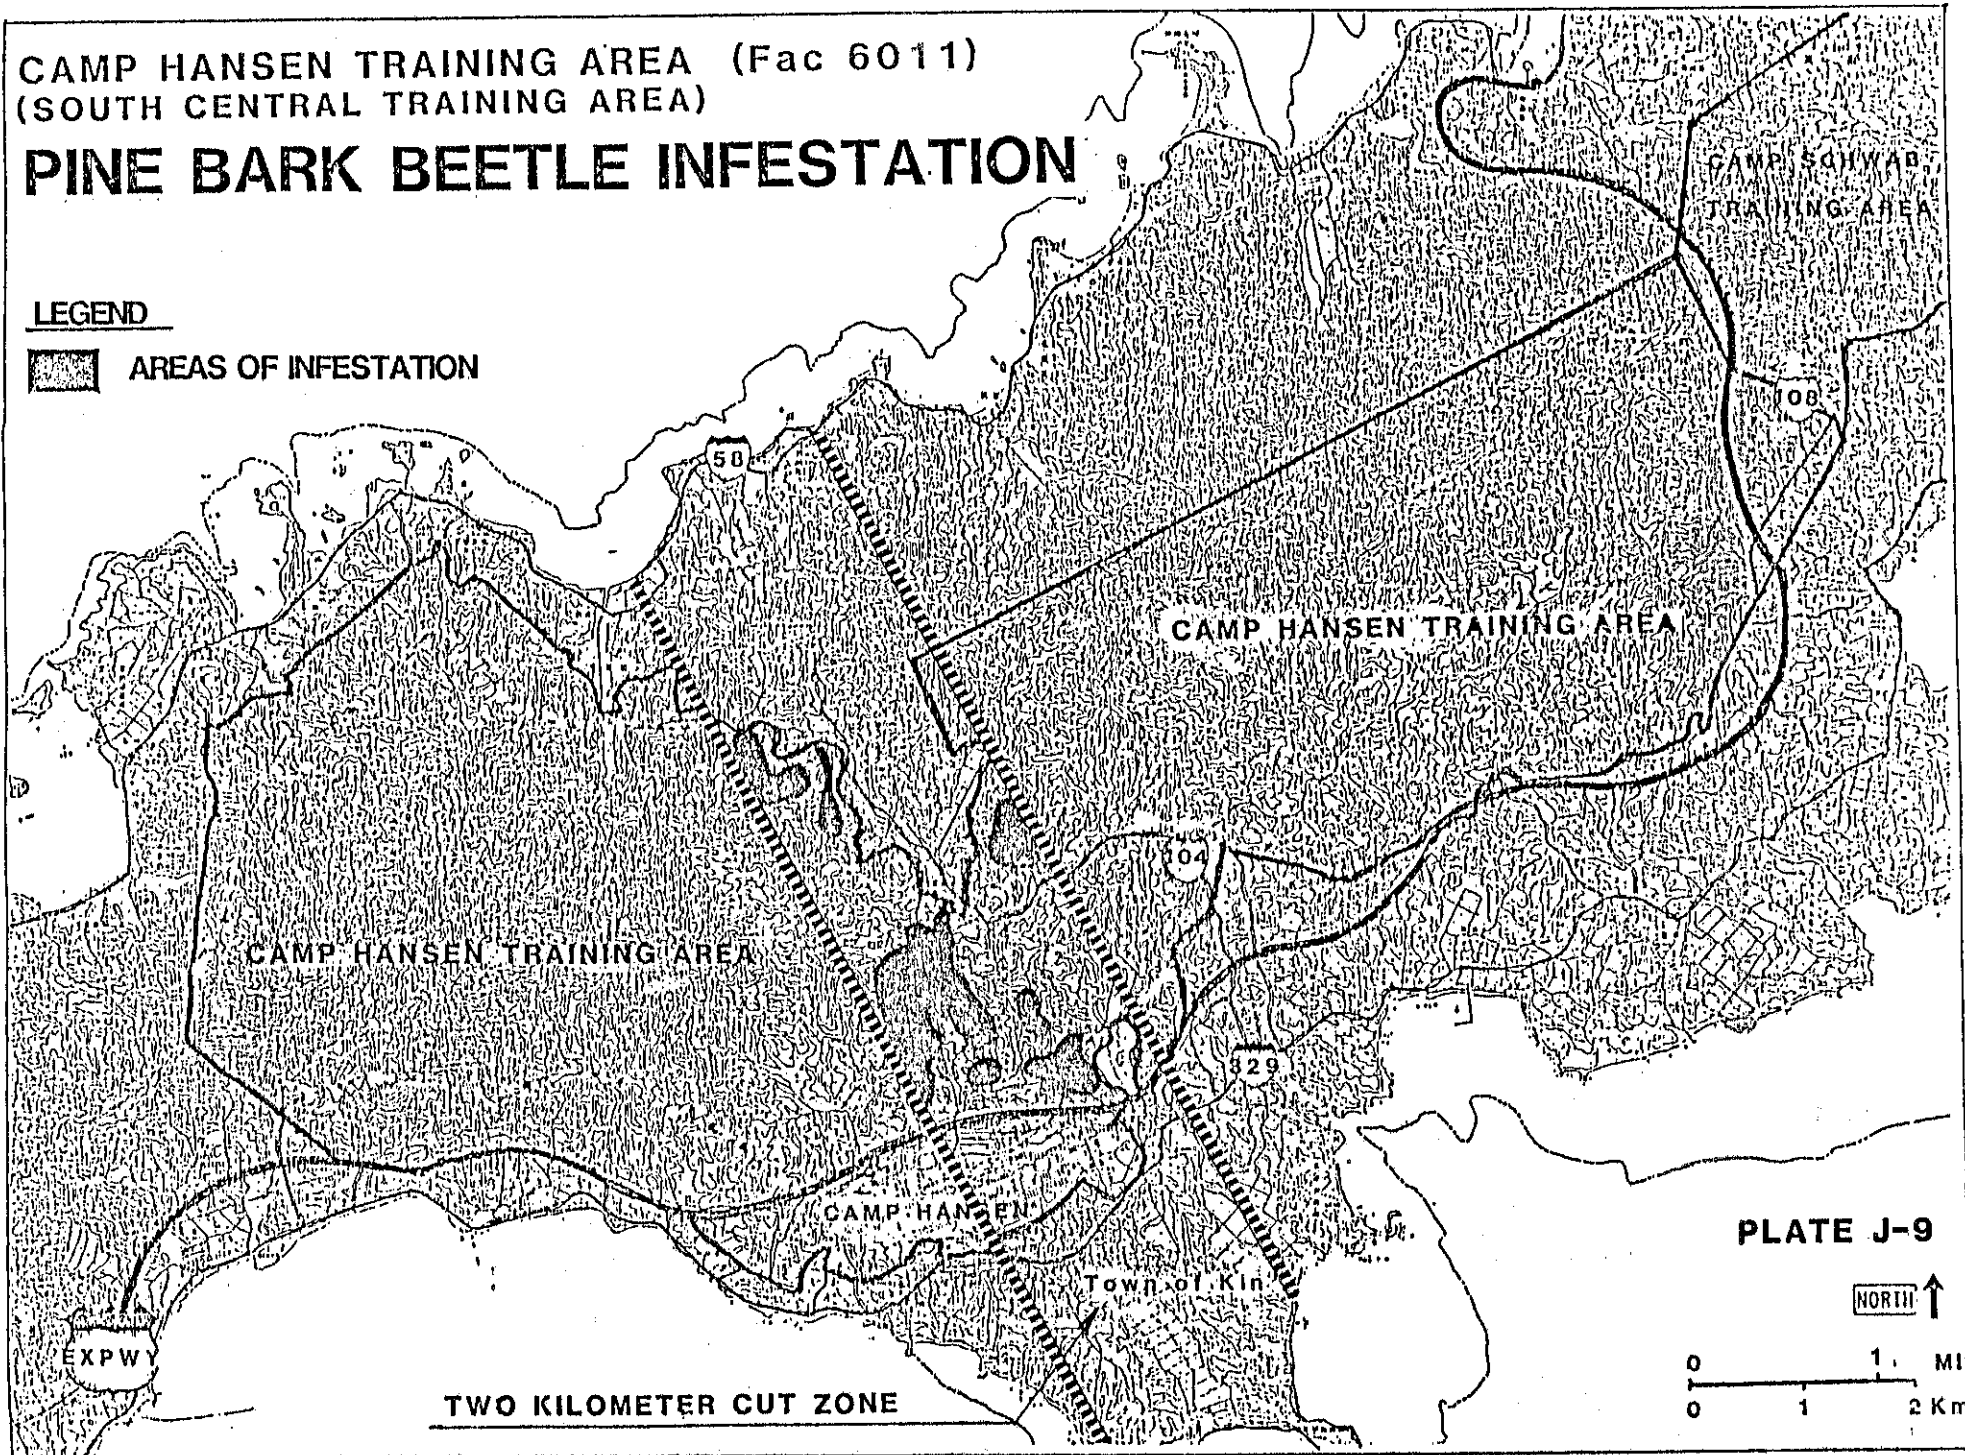 CAMP HANSEN TRAINING AREA (Fac 6011)
(SOUTH CENTRAL TRAINING AREA)
PINE BARK BEETLE INFESTATION
LEGEND
AREAS OF INFESTATION
CAMP SCHWAB
TRAINING AREA
108
58
CAMP HANSEN TRAINING AREA
104
CAMP HANSEN TRAINING AREA
329
CAMP HANSEN
Town of Kin
EXPWY
TWO KILOMETER CUT ZONE
PLATE J-9
NORTH
0 1 MI
0 1 2 Km